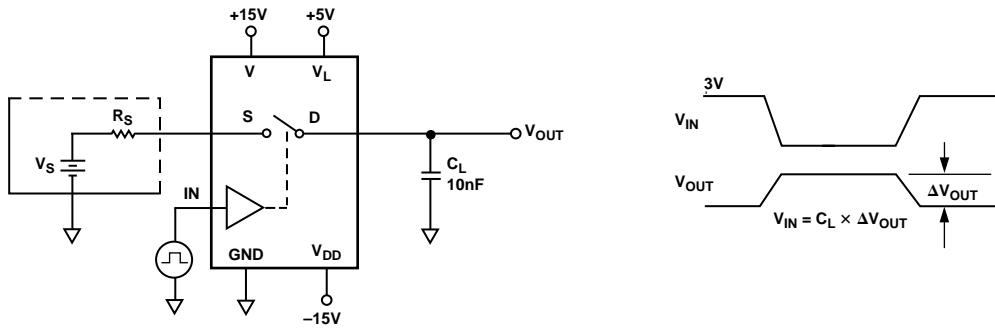 +15V
+5V
V
VL
RS
S
D
VOUT
VS
CL
10nF
IN
GND
VDD
–15V
3V
VIN
VOUT
ΔVOUT
VIN = CL × ΔVOUT